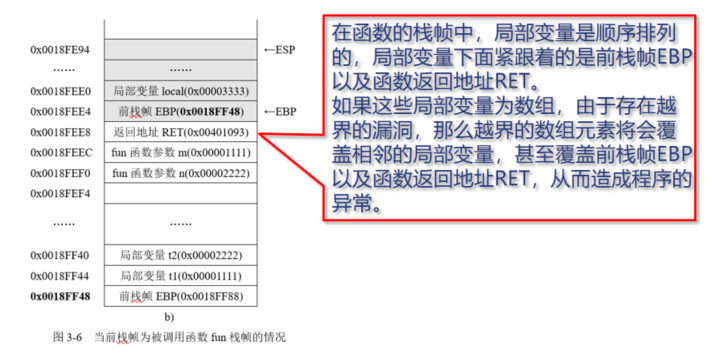 0x0018FE94
←ESP
……
……
0x0018FEE0
局部变量 local(0x00003333)
0x0018FEE4
前栈帧 EBP(0x0018FF48)
←EBP
0x0018FEE8
返回地址 RET(0x00401093)
0x0018FEEC
fun 函数参数 m(0x00001111)
0x0018FEF0
fun 函数参数 n(0x00002222)
0x0018FEF4
……
……
0x0018FF40
局部变量 t2(0x00002222)
0x0018FF44
局部变量 t1(0x00001111)
0x0018FF48
前栈帧 EBP(0x0018FF88)
b)
图 3-6 当前栈帧为被调用函数 fun 栈帧的情况
在函数的栈帧中，局部变量是顺序排列
的，局部变量下面紧跟着的是前栈帧EBP
以及函数返回地址RET。
如果这些局部变量为数组，由于存在越
界的漏洞，那么越界的数组元素将会覆
盖相邻的局部变量，甚至覆盖前栈帧EBP
以及函数返回地址RET，从而造成程序的
异常。